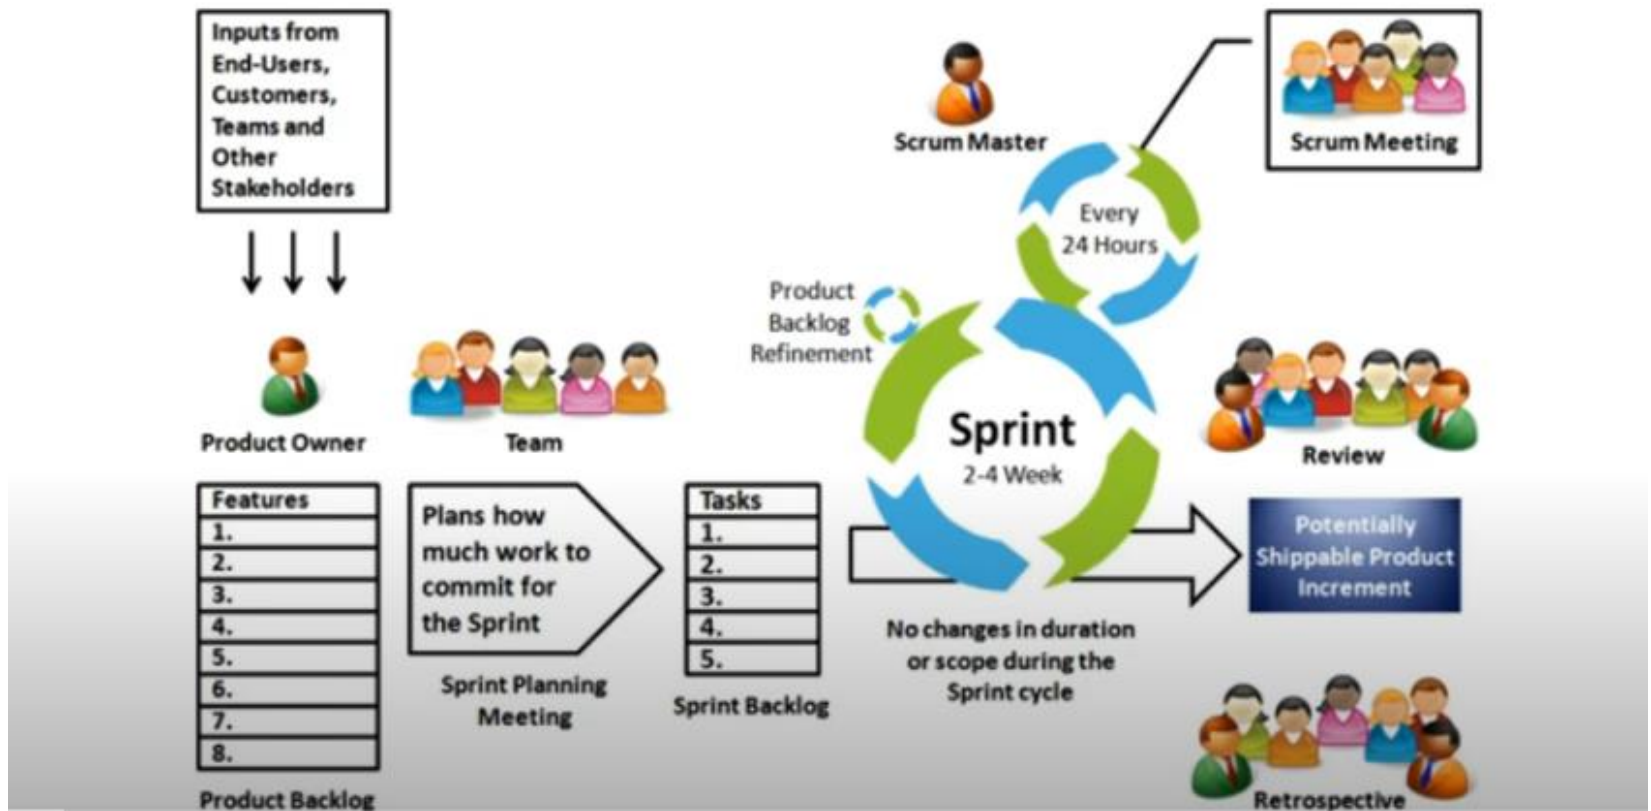 Inputs from
End-Users,
Customers,
Teams and
Other
Stakeholders
Scrum Master
Scrum Meeting
Every
24 Hours
Product
Backlog
Refinement
Product Owner
Team
Sprint
2-4 Week
Review
Features
1.
2.
3.
4.
5.
6.
7.
8.
Product Backlog
Plans how
much work to
commit for
the Sprint
Sprint Planning
Meeting
Tasks
1.
2.
3.
4.
5.
Sprint Backlog
No changes in duration
or scope during the
Sprint cycle
Potentially
Shippable Product
Increment
Retrospective